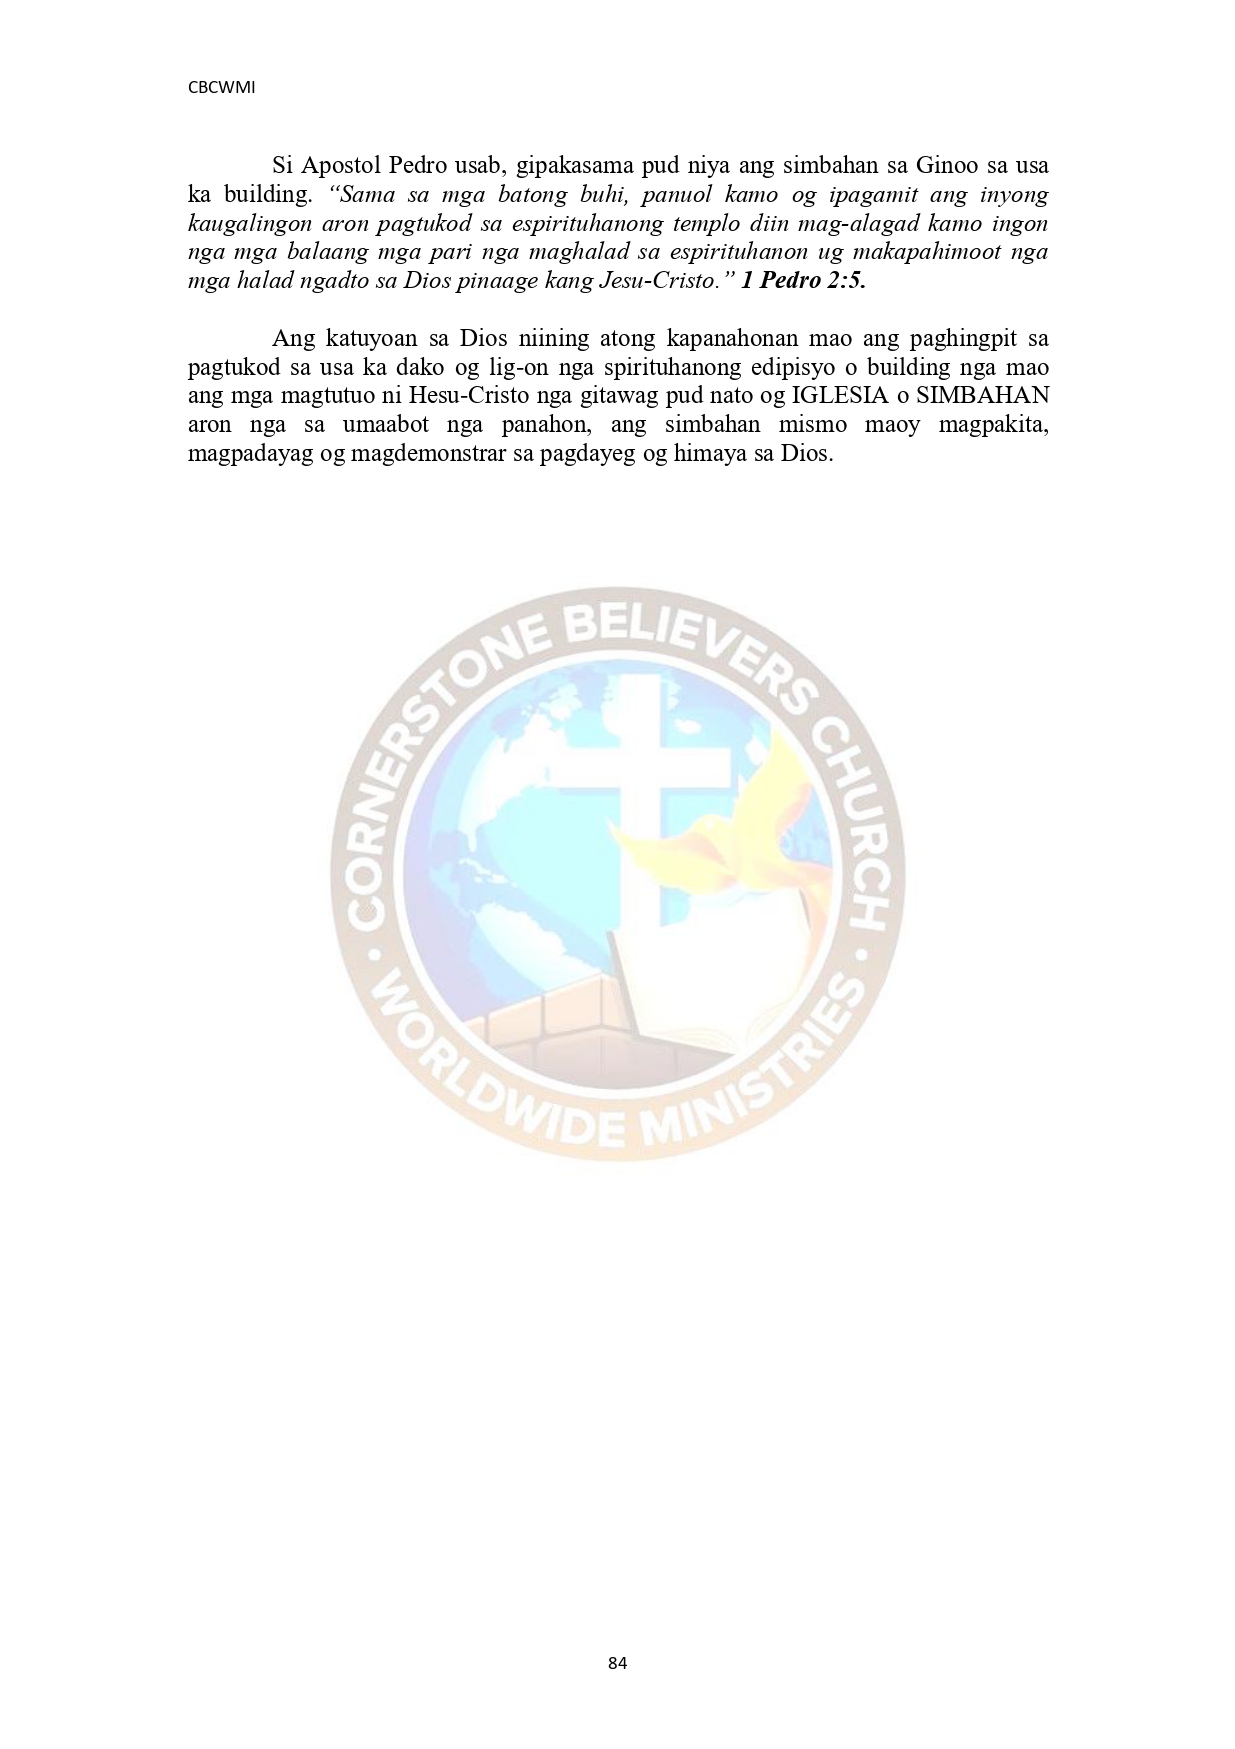 CBCWMI
Si Apostol Pedro usab, gipakasama pud niya ang simbahan sa Ginoo sa usa
ka building. “Sama sa mga batong buhi, panuol kamo og ipagamit ang inyong
kaugalingon aron pagtukod sa espirituhanong templo diin mag-alagad kamo ingon
nga mga balaang mga pari nga maghalad sa espirituhanon ug makapahimoot nga
mga halad ngadto sa Dios pinaage kang Jesu-Cristo.” 1 Pedro 2:5.
Ang katuyoan sa Dios niining atong kapanahonan mao ang paghingpit sa
pagtukod sa usa ka dako og lig-on nga spirituhanong edipisyo o building nga mao
ang mga magtutuo ni Hesu-Cristo nga gitawag pud nato og IGLESIA o SIMBAHAN
aron nga sa umaabot nga panahon, ang simbahan mismo maoy magpakita,
magpadayag og magdemonstrar sa pagdayeg og himaya sa Dios.
CORNERSTONE BELIEVERS CHURCH
• WORLDWIDE MINISTRIES •
84